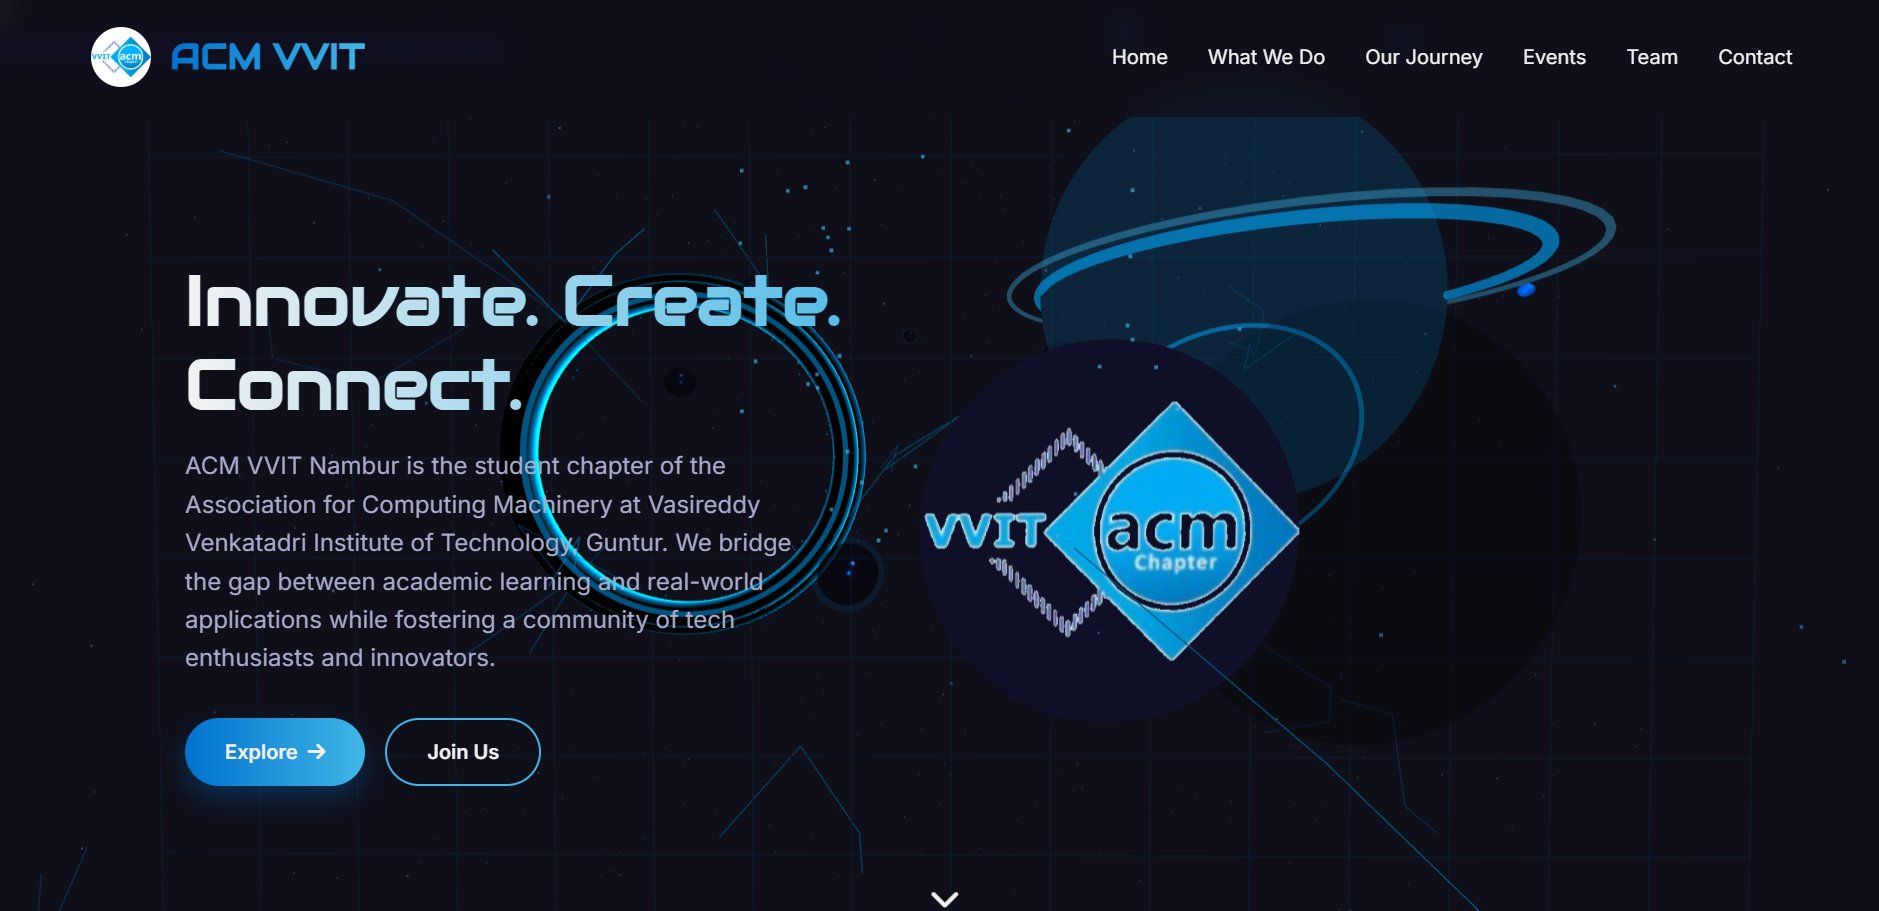 VVIT acm
Chapter
ACM VVIT
Home
What We Do
Our Journey
Events
Team
Contact
Innovate. Create.
Connect.
ACM VVIT Nambur is the student chapter of the
Association for Computing Machinery at Vasireddy
Venkatadri Institute of Technology, Guntur. We bridge
the gap between academic learning and real-world
applications while fostering a community of tech
enthusiasts and innovators.
Explore →
Join Us
VVIT acm
Chapter